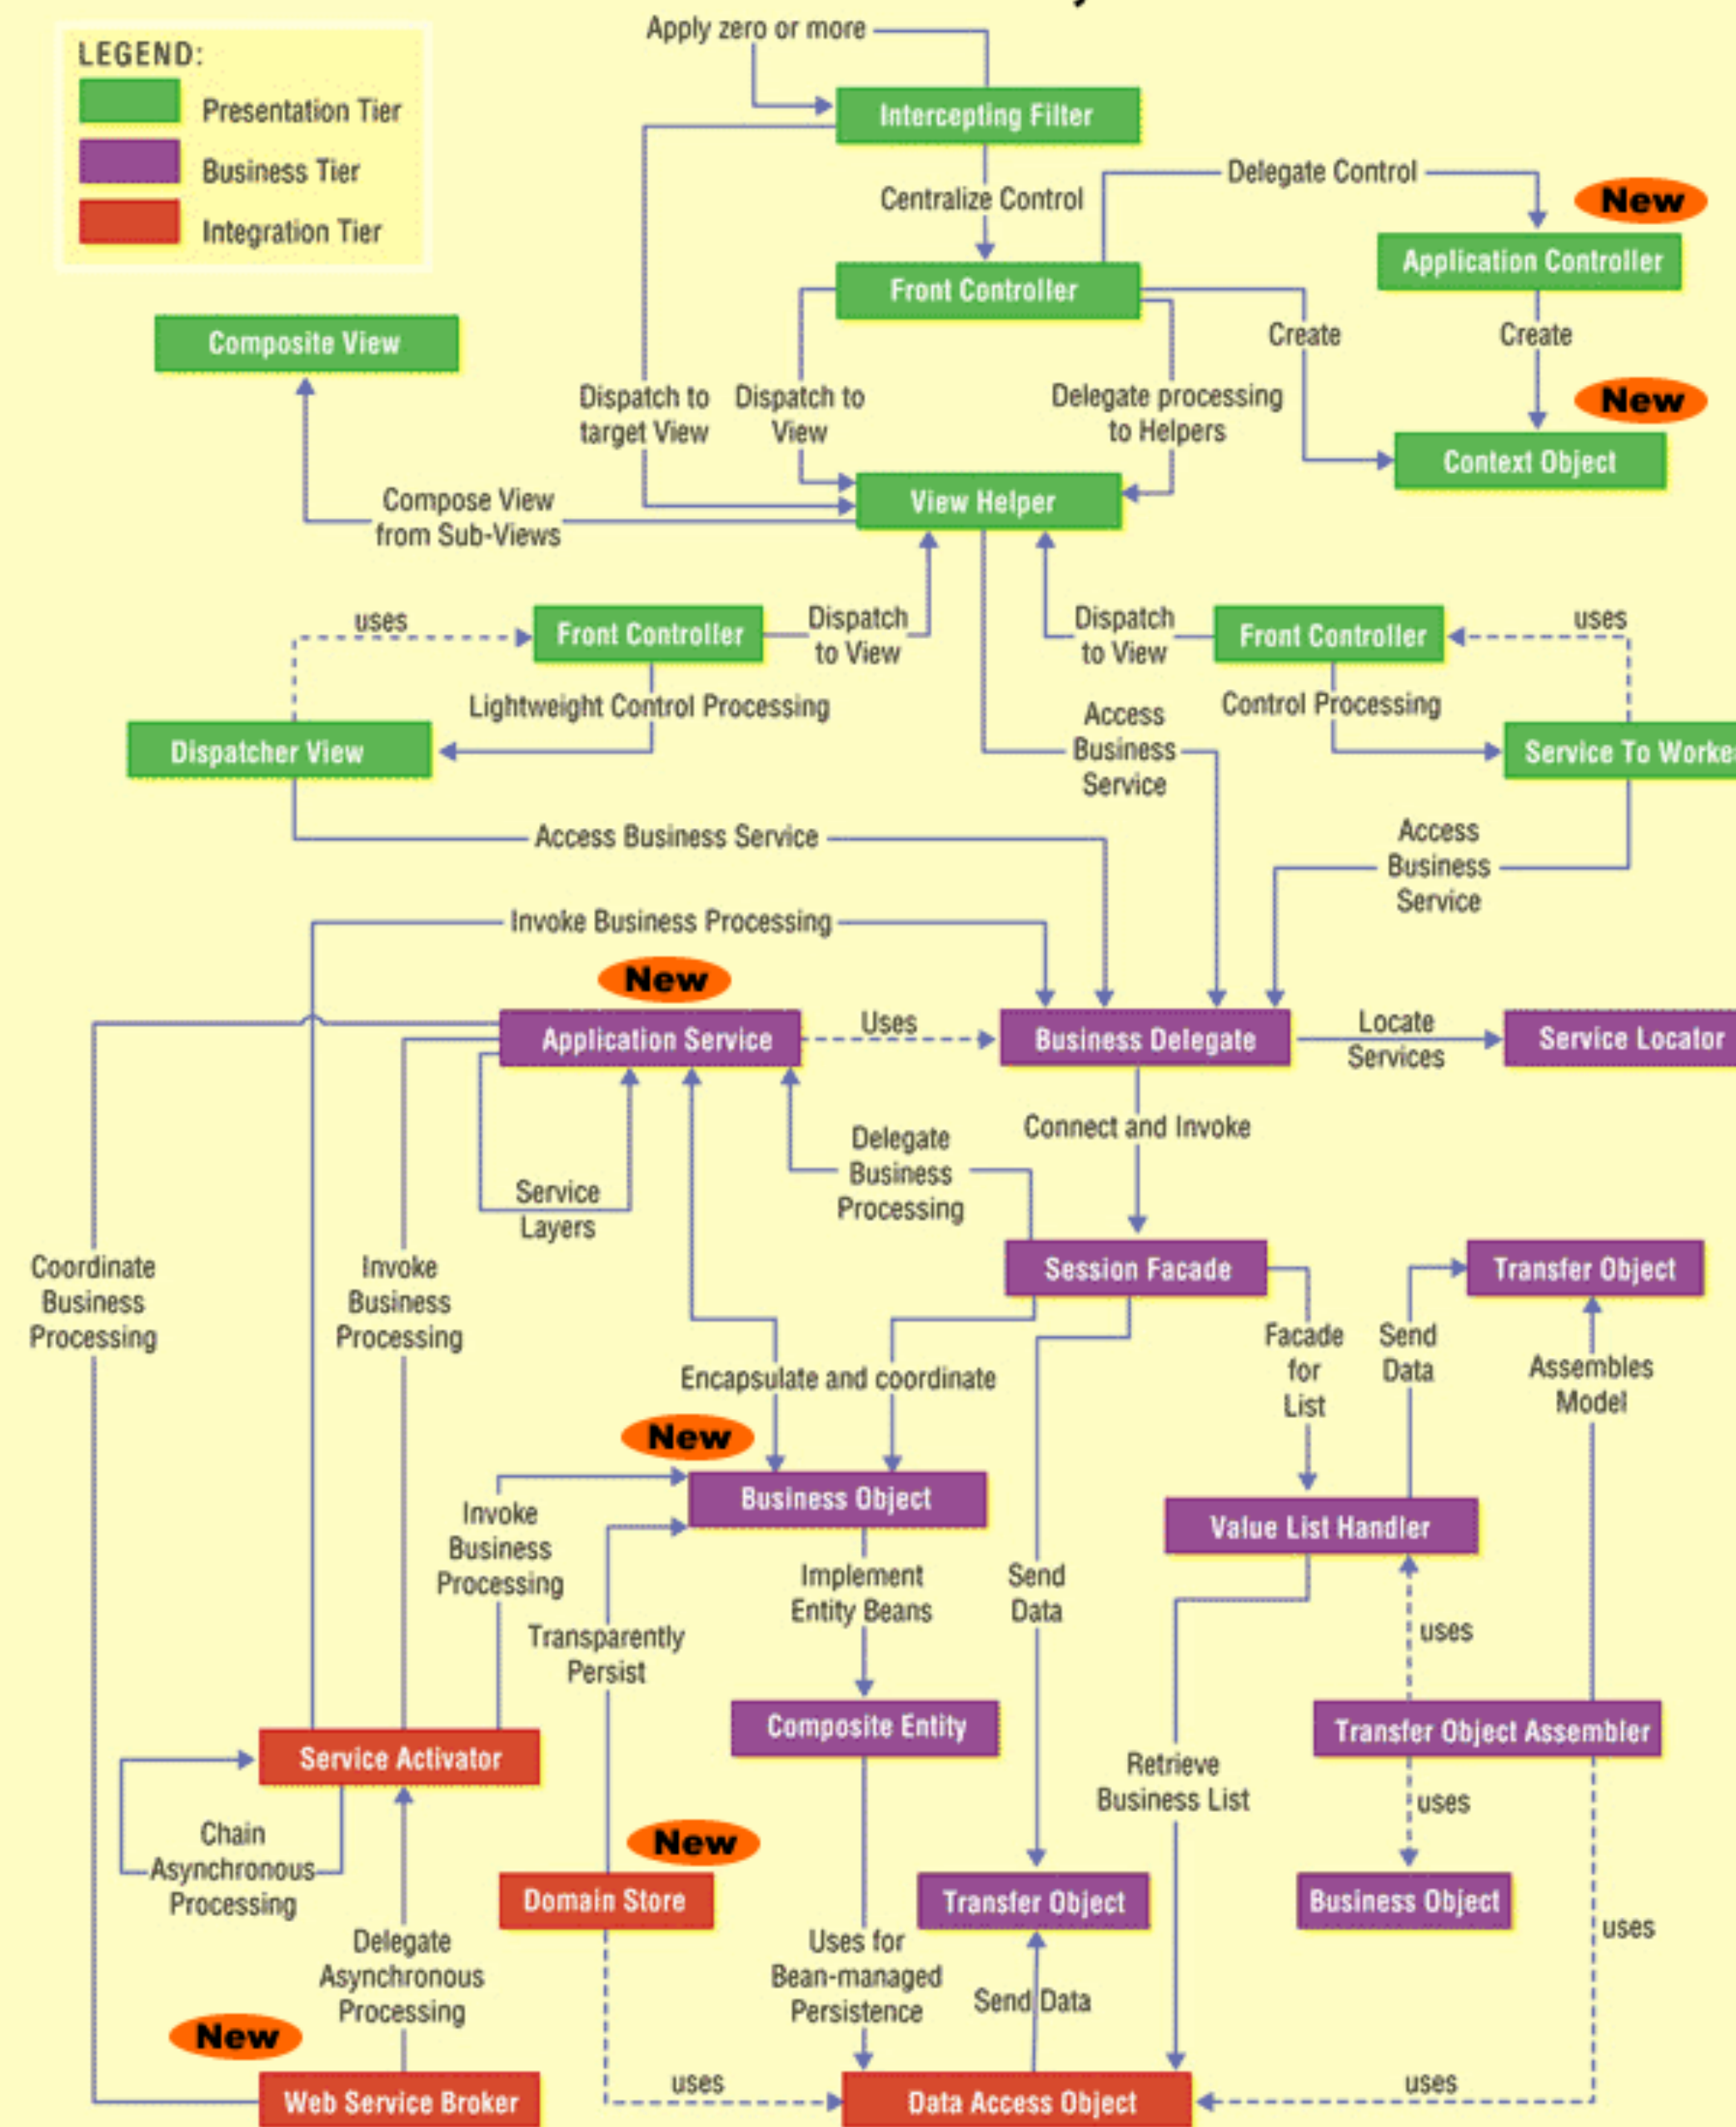 LEGEND:
Presentation Tier
Business Tier
Integration Tier
Apply zero or more
Intercepting Filter
Centralize Control
Delegate Control
New
Application Controller
Front Controller
Create
Create
Composite View
Dispatch to
target View
Dispatch to
View
Delegate processing
to Helpers
New
Context Object
View Helper
Compose View
from Sub-Views
uses
Front Controller
Dispatch
to View
Dispatch
to View
Front Controller
uses
Lightweight Control Processing
Control Processing
Dispatcher View
Access
Business
Service
Service To Worke
Access Business Service
Access
Business
Service
Invoke Business Processing
New
Application Service
Uses
Business Delegate
Locate
Services
Service Locator
Connect and Invoke
Delegate
Business
Processing
Service
Layers
Coordinate
Business
Processing
Invoke
Business
Processing
Session Facade
Transfer Object
Facade
for
List
Send
Data
Assembles
Model
Encapsulate and coordinate
New
Business Object
Value List Handler
Invoke
Business
Processing
Implement
Entity Beans
Send
Data
uses
Transparently
Persist
Composite Entity
Transfer Object Assembler
Service Activator
Retrieve
Business List
uses
Chain
Asynchronous
Processing
New
Domain Store
Transfer Object
Business Object
uses
Delegate
Asynchronous
Processing
Uses for
Bean-managed
Persistence
Send Data
New
Web Service Broker
uses
Data Access Object
uses